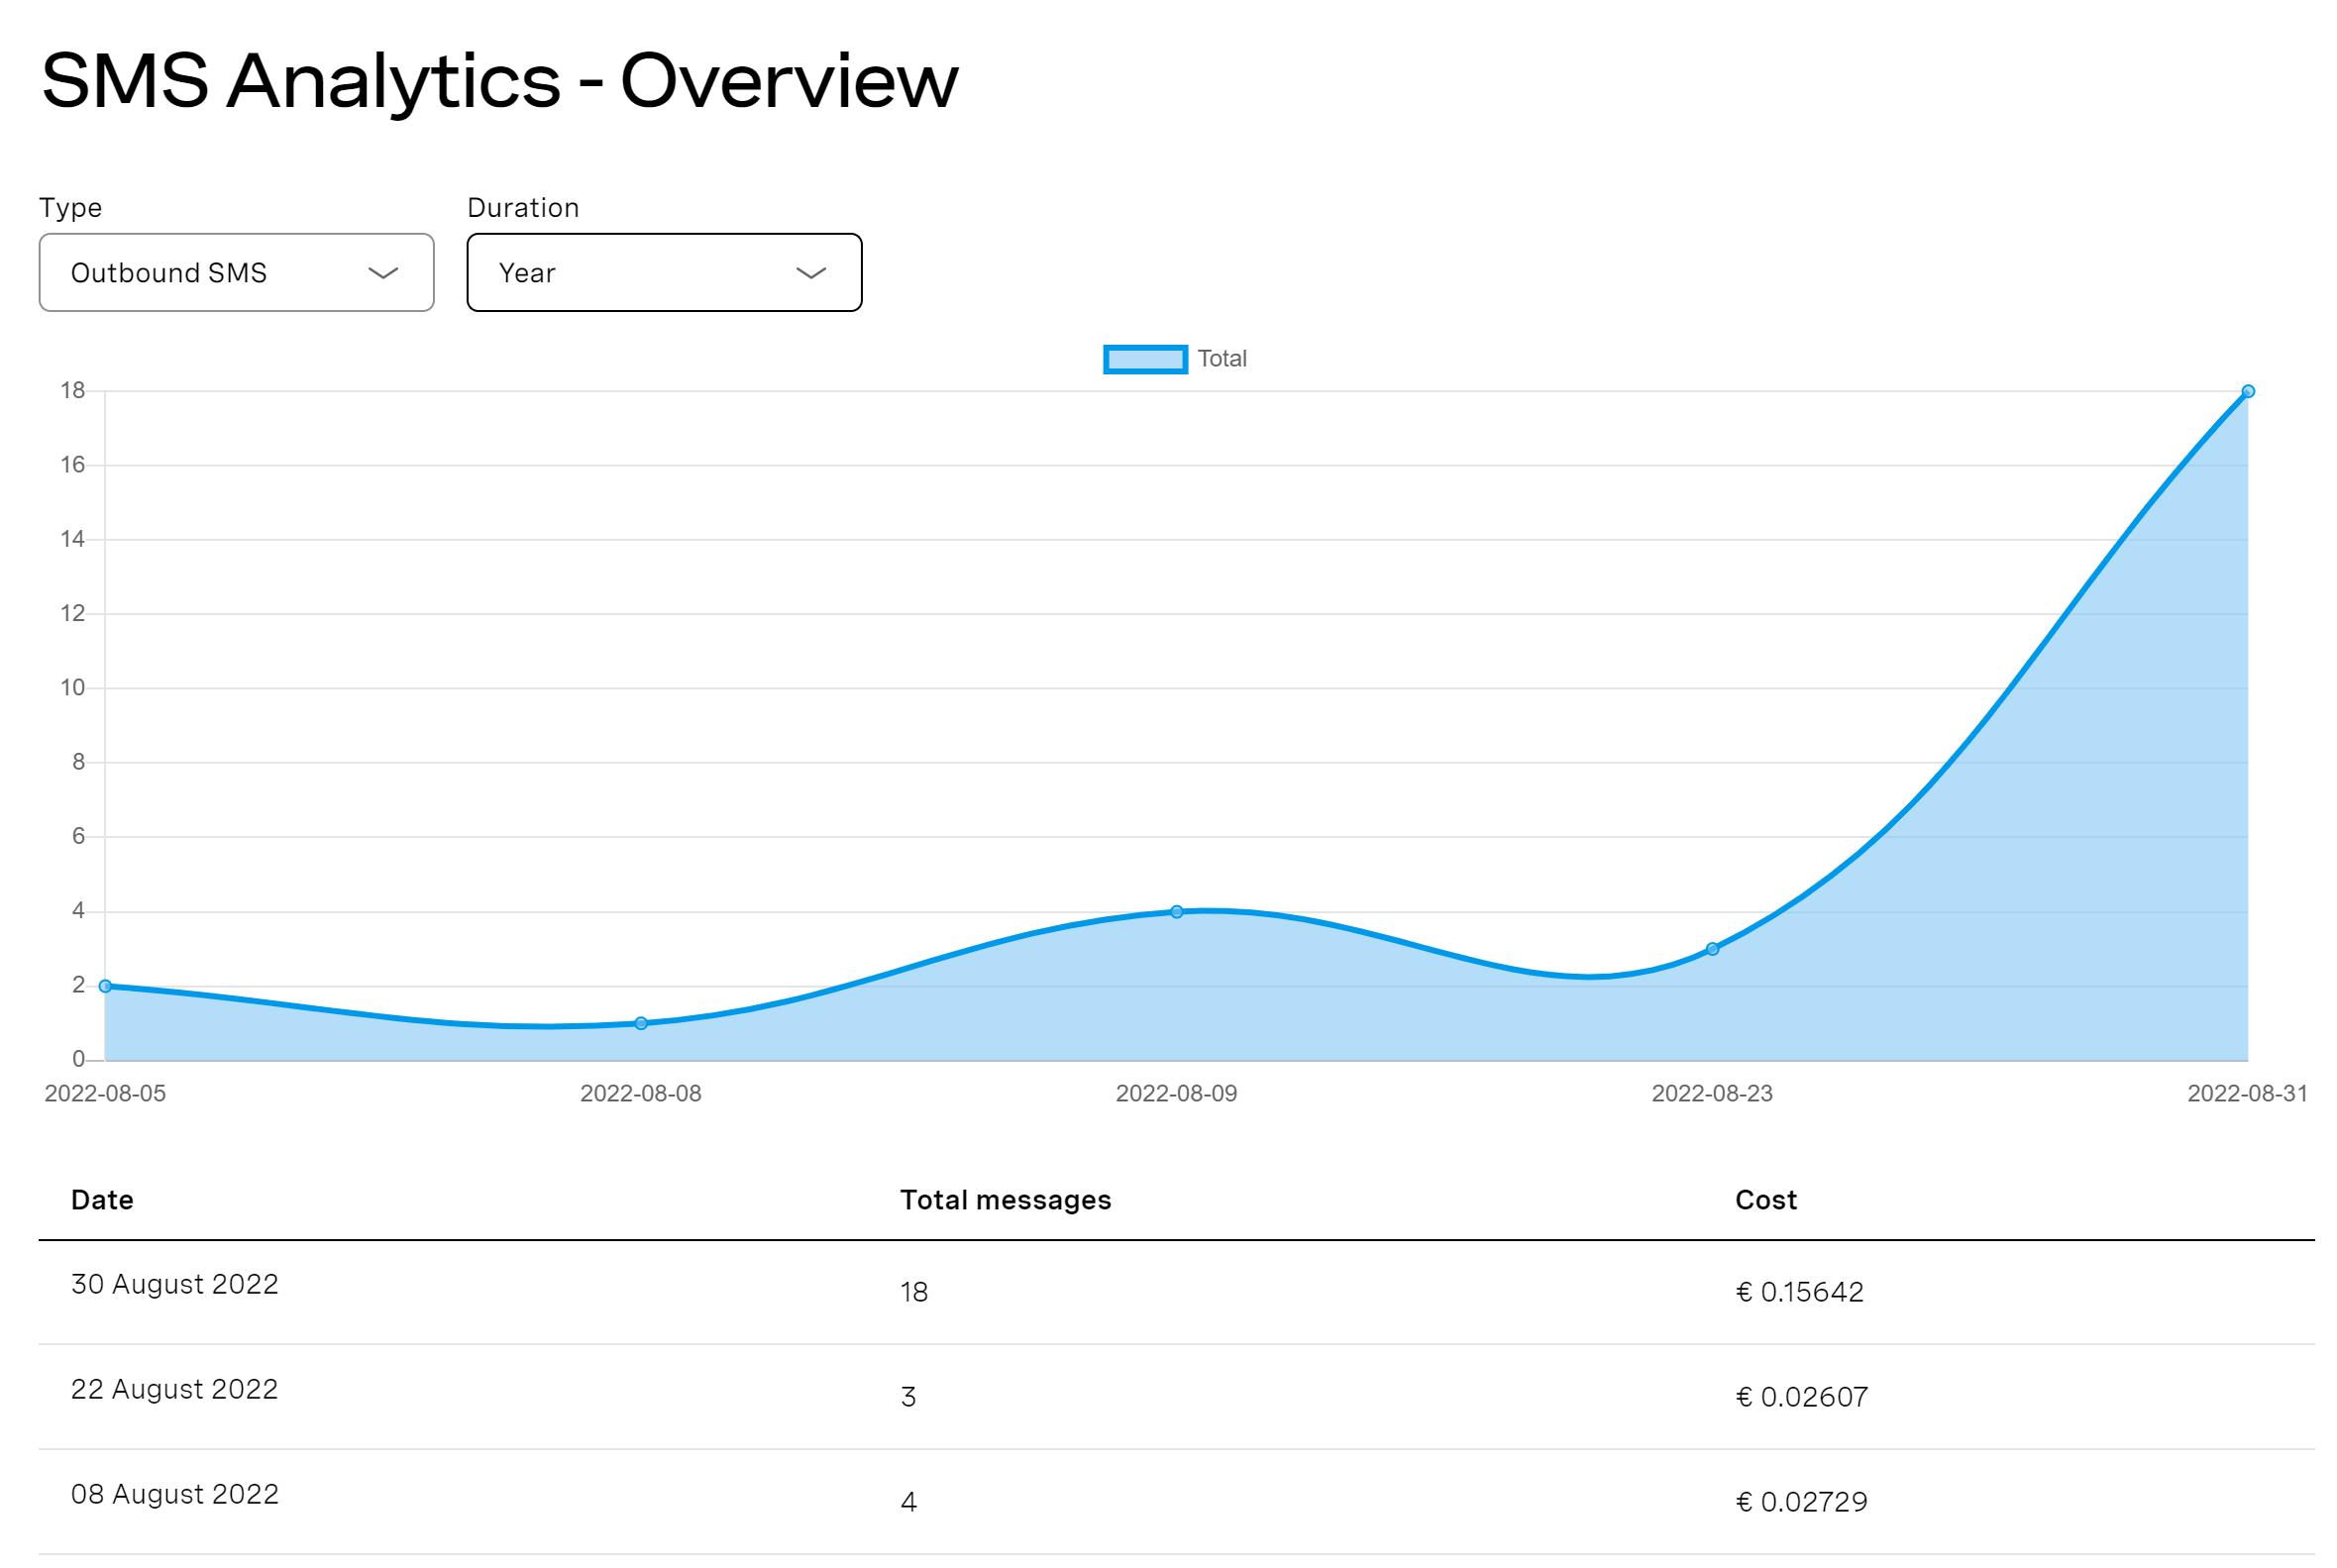 SMS Analytics - Overview
Type
Duration
Outbound SMS
Year
Total
18
16
14
12
10
8
6
4
2
0
2022-08-05
2022-08-08
2022-08-09
2022-08-23
2022-08-31
Date
Total messages
Cost
30 August 2022
18
€ 0.15642
22 August 2022
3
€ 0.02607
08 August 2022
4
€ 0.02729